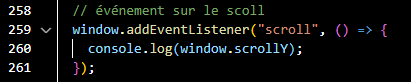 258 // événement sur le scoll
259 window.addEventListener("scroll", () => {
260 console.log(window.scrollY);
261 });